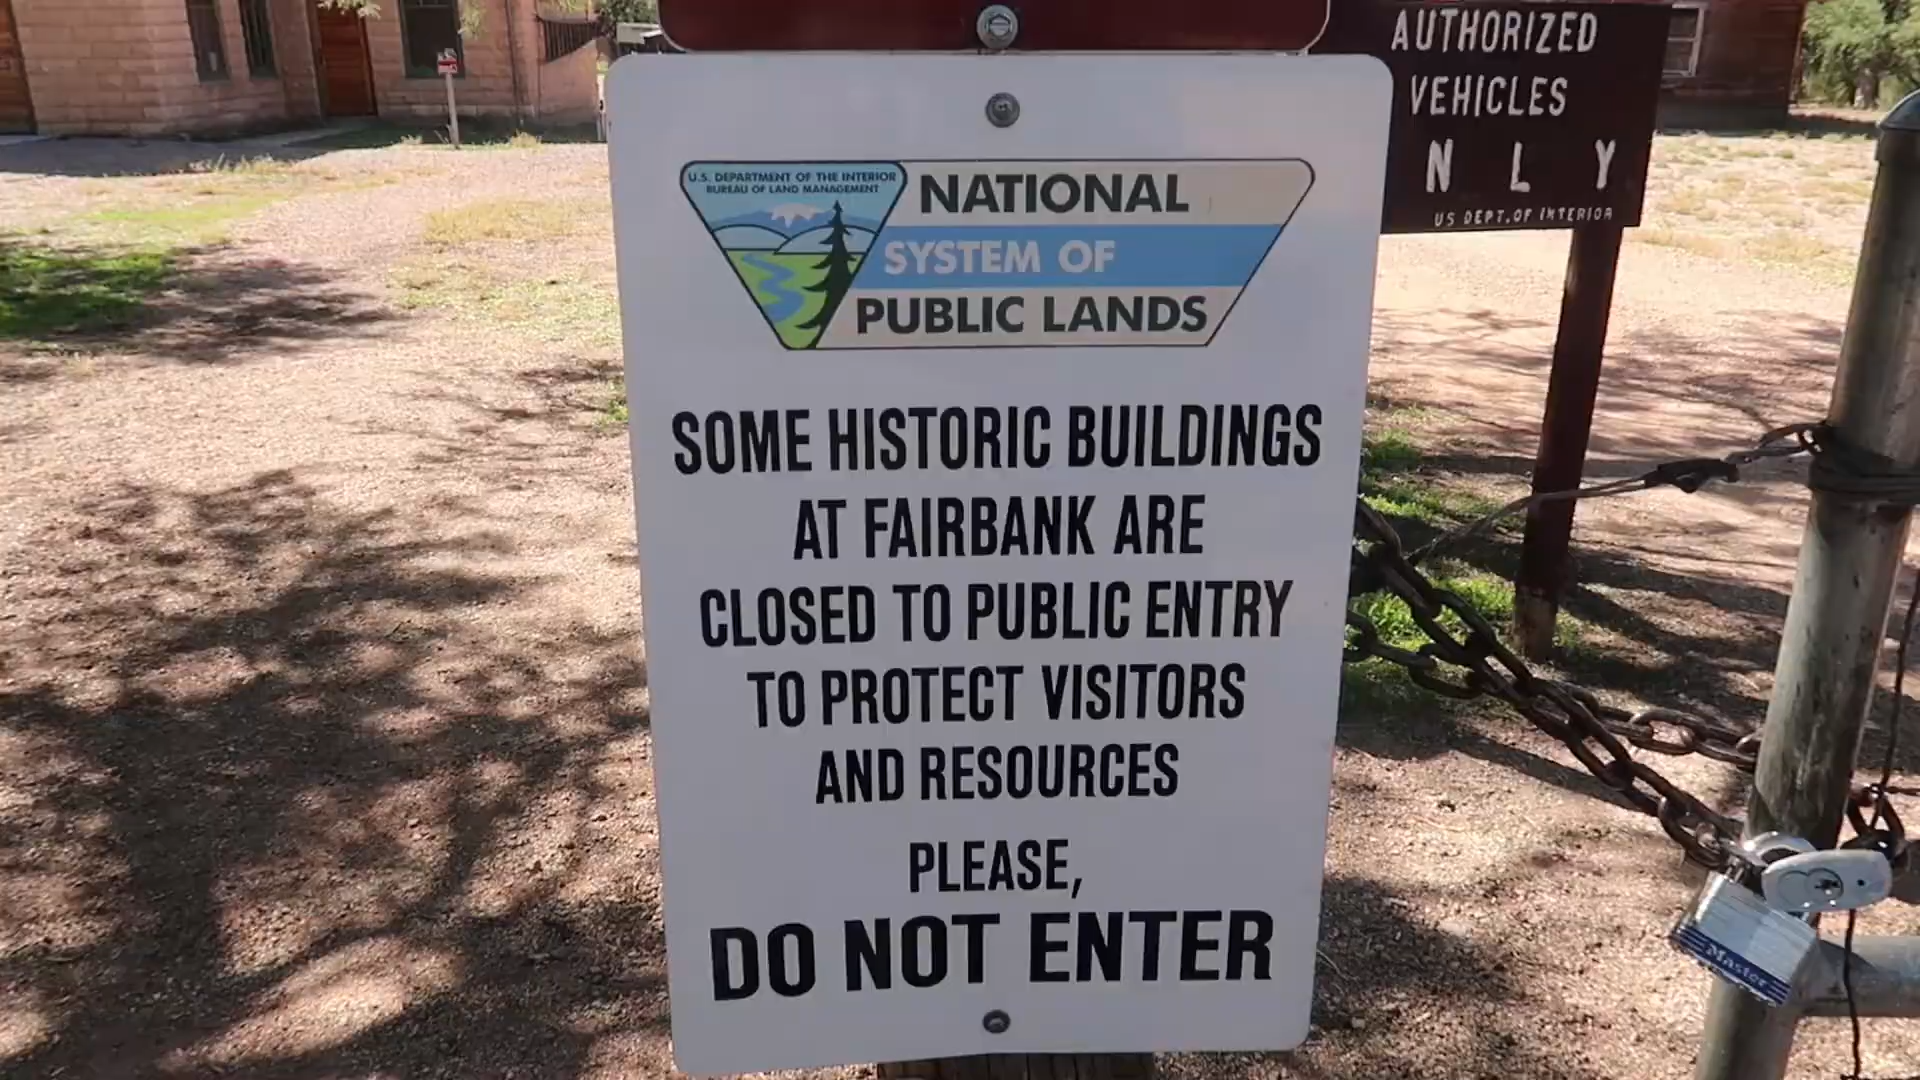 U.S. DEPARTMENT OF THE INTERIOR
BUREAU OF LAND MANAGEMENT
NATIONAL
SYSTEM OF
PUBLIC LANDS
SOME HISTORIC BUILDINGS
AT FAIRBANK ARE
CLOSED TO PUBLIC ENTRY
TO PROTECT VISITORS
AND RESOURCES
PLEASE,
DO NOT ENTER
AUTHORIZED
VEHICLES
N L Y
US DEPT. OF INTERIOR
Master